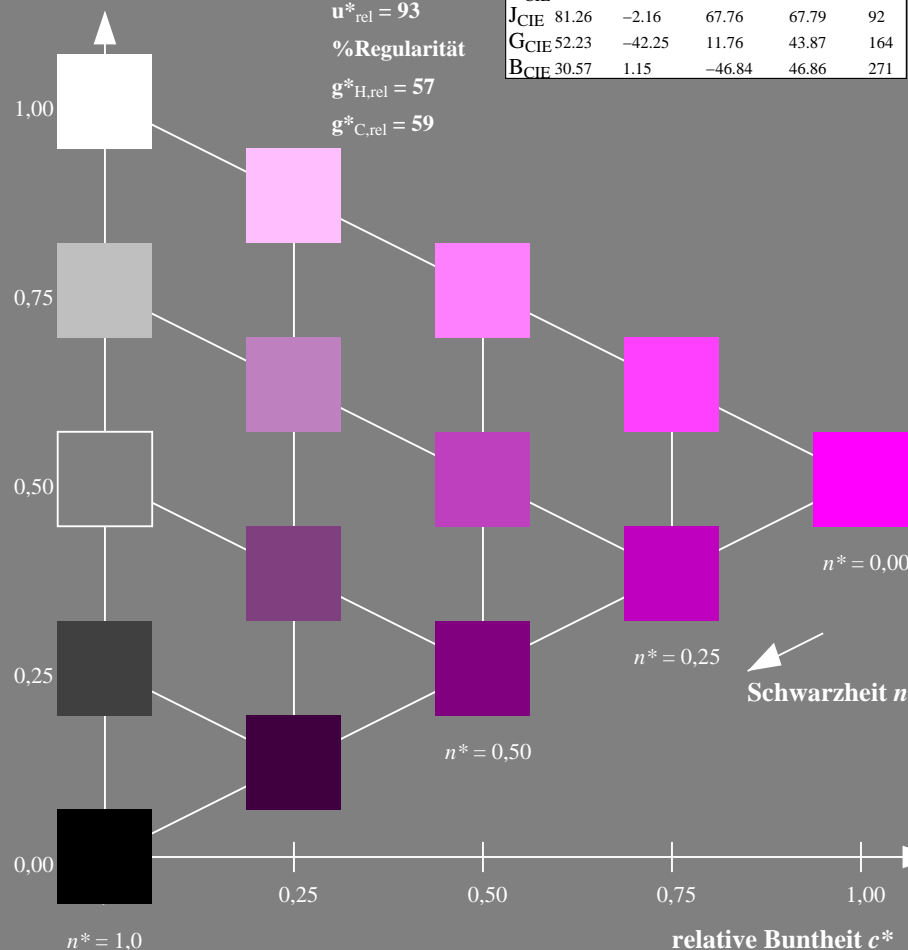 u*rel = 93
%Regularität
g*H,rel = 57
g*C,rel = 59
JCIE 81.26 −2.16 67.76 67.79 92
GCIE 52.23 −42.25 11.76 43.87 164
BCIE 30.57 1.15 −46.84 46.86 271
1,00
0,75
0,50
n* = 0,00
n* = 0,25
0,25
Schwarzheit n
n* = 0,50
0,00
0,25 0,50 0,75 1,00
n* = 1,0
relative Buntheit c*